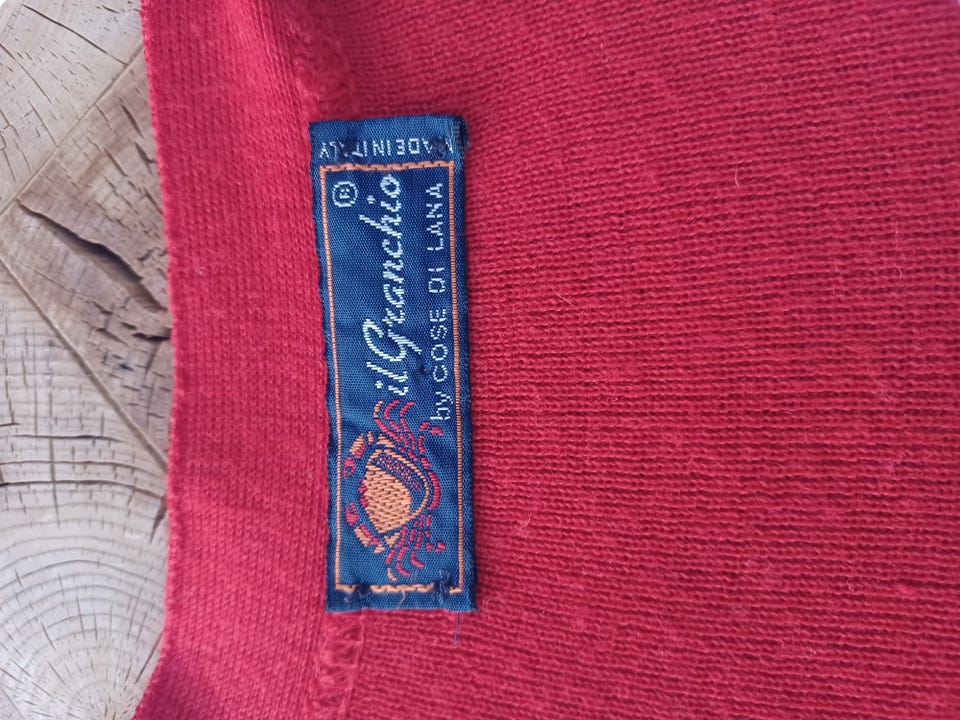 il Granchio ®
by COSE DI LANA
MADE IN ITALY